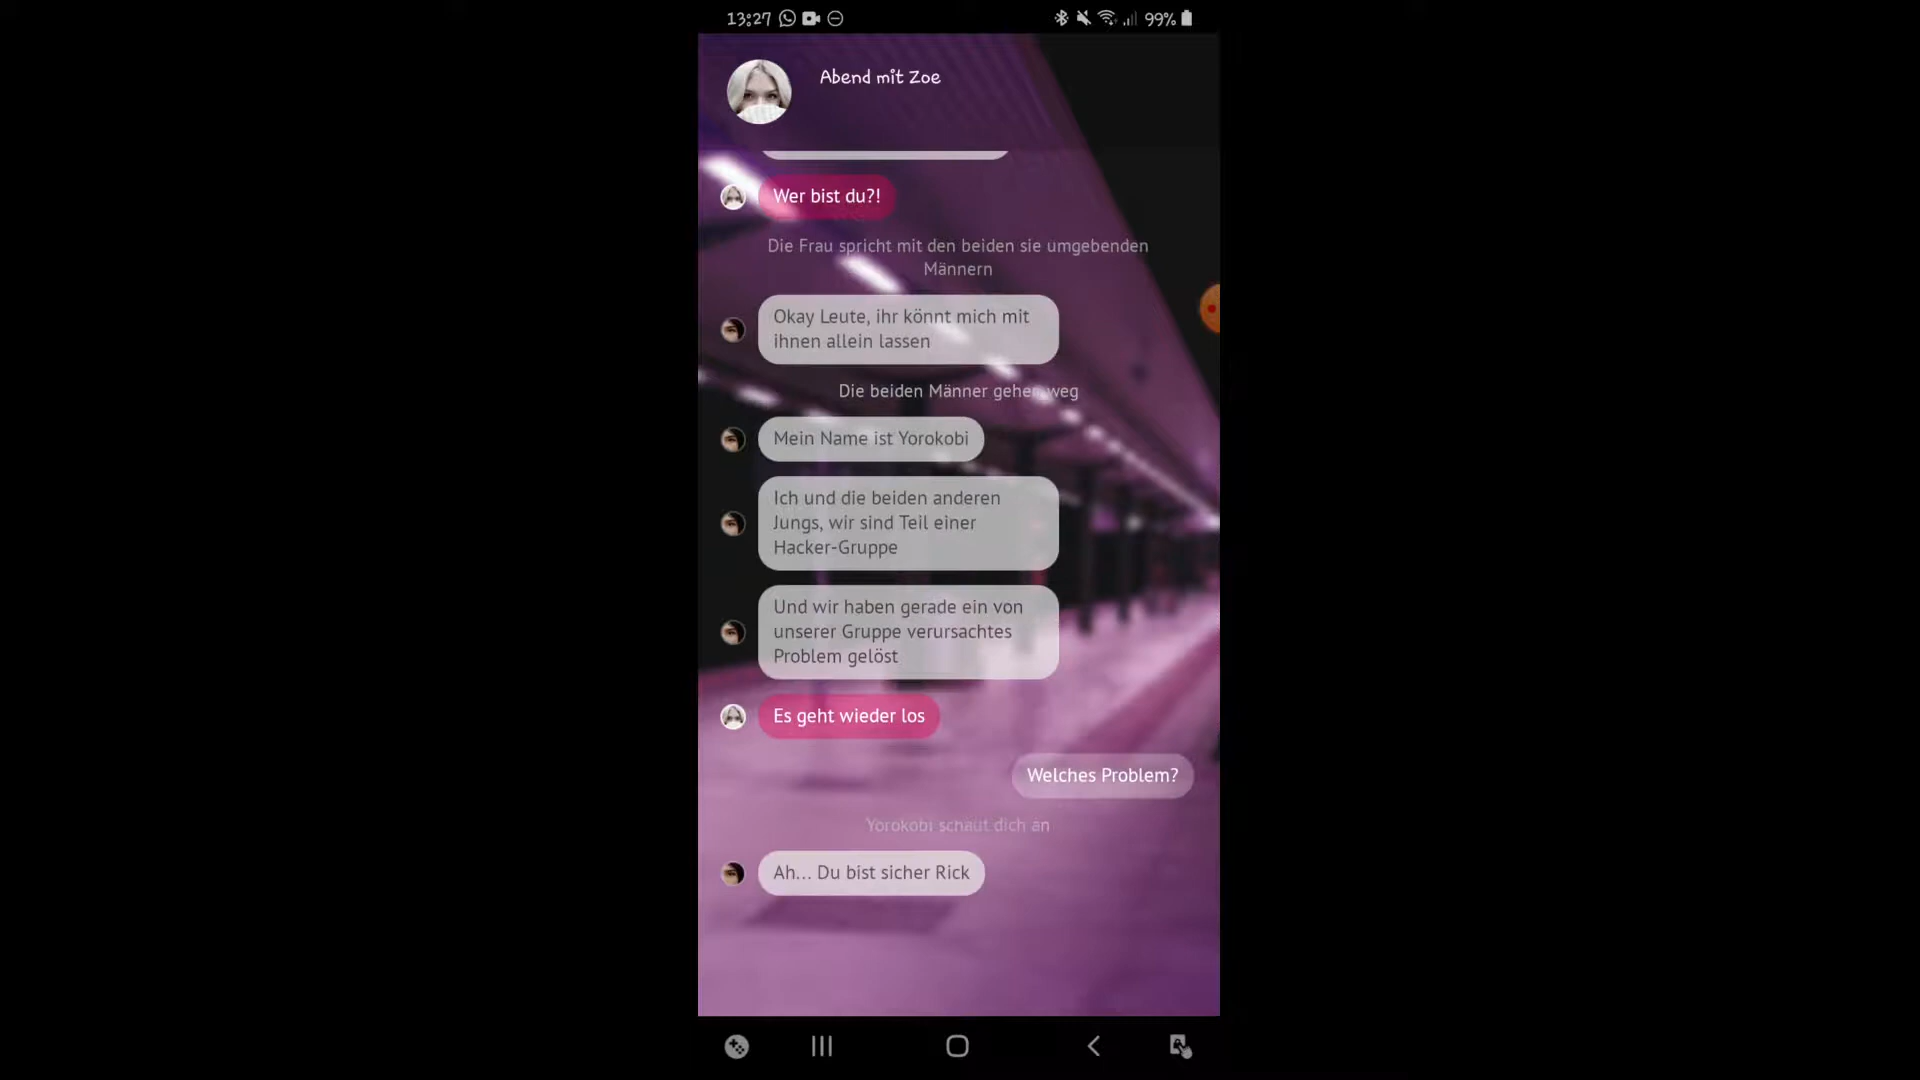 13:27 99%
Abend mit Zoe
Wer bist du?!
Die Frau spricht mit den beiden sie umgebenden
Männern
Okay Leute, ihr könnt mich mit
ihnen allein lassen
Die beiden Männer gehen weg
Mein Name ist Yorokobi
Ich und die beiden anderen
Jungs, wir sind Teil einer
Hacker-Gruppe
Und wir haben gerade ein von
unserer Gruppe verursachtes
Problem gelöst
Es geht wieder los
Welches Problem?
Yorokobi schaut dich an
Ah... Du bist sicher Rick